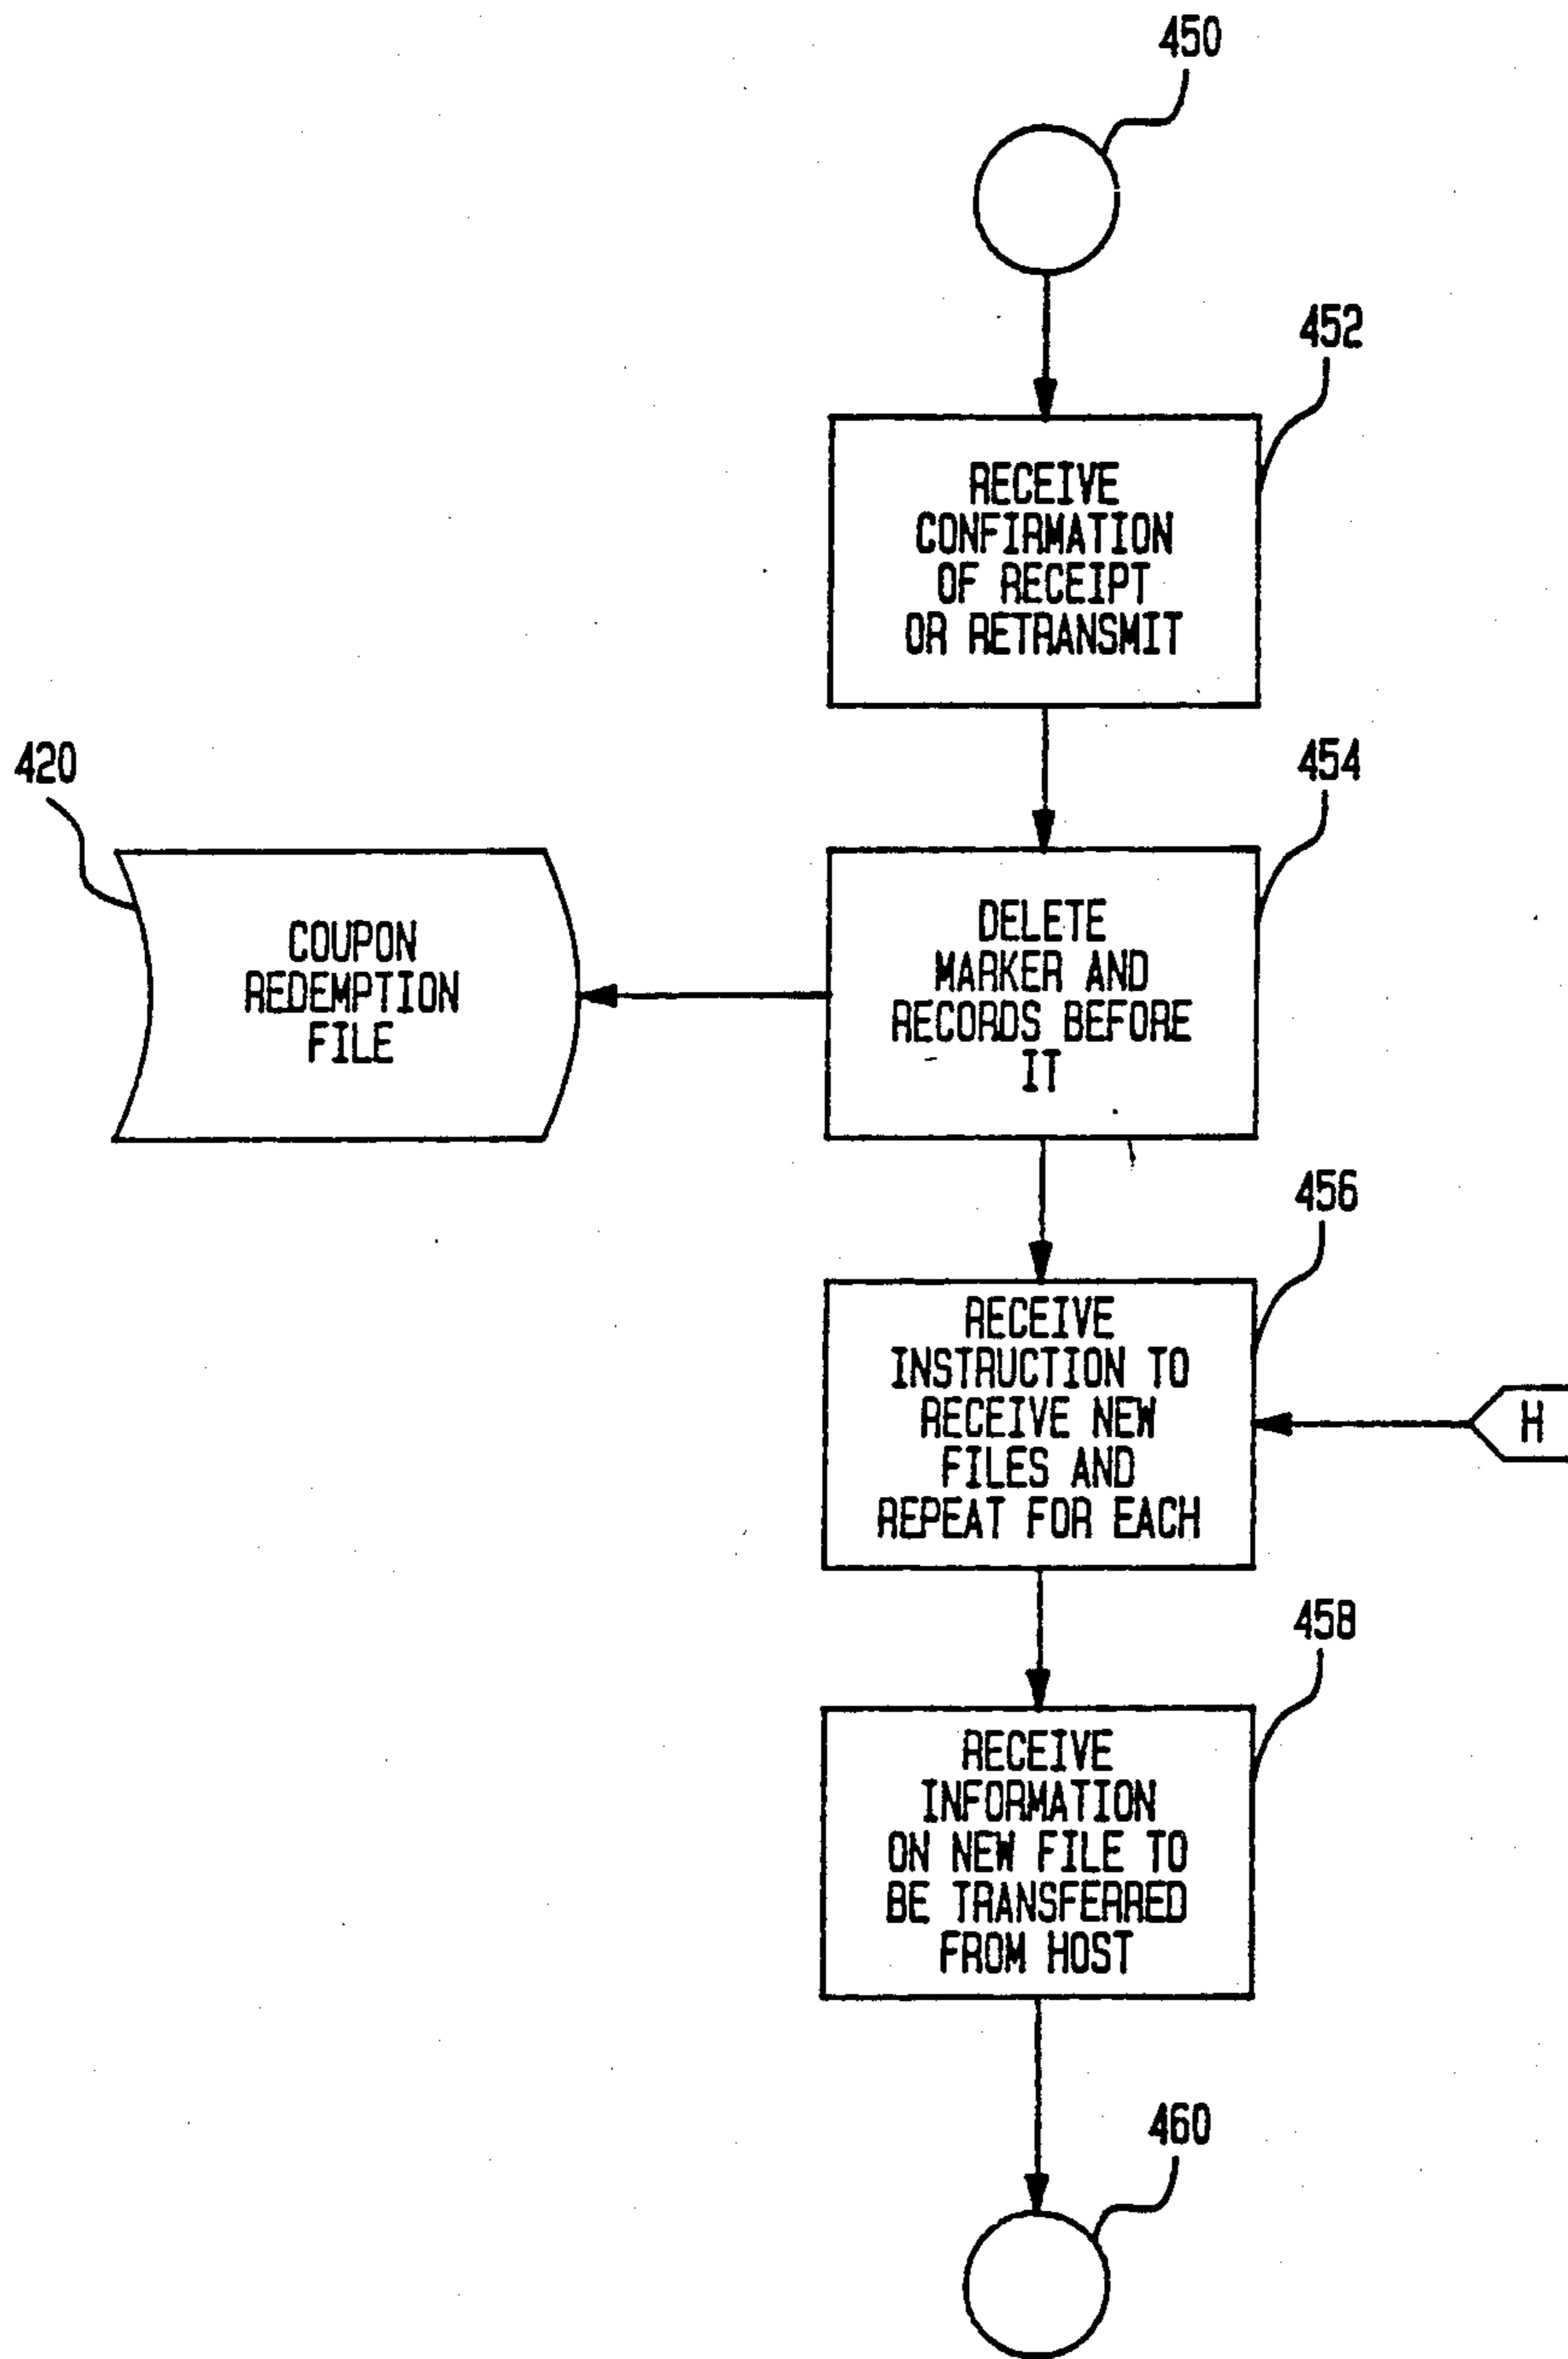 450
452
RECEIVE
CONFIRMATION
OF RECEIPT
OR RETRANSMIT
420
454
COUPON
REDEMPTION
FILE
DELETE
MARKER AND
RECORDS BEFORE
IT
456
RECEIVE
INSTRUCTION TO
RECEIVE NEW
FILES AND
REPEAT FOR EACH
H
458
RECEIVE
INFORMATION
ON NEW FILE TO
BE TRANSFERRED
FROM HOST
460